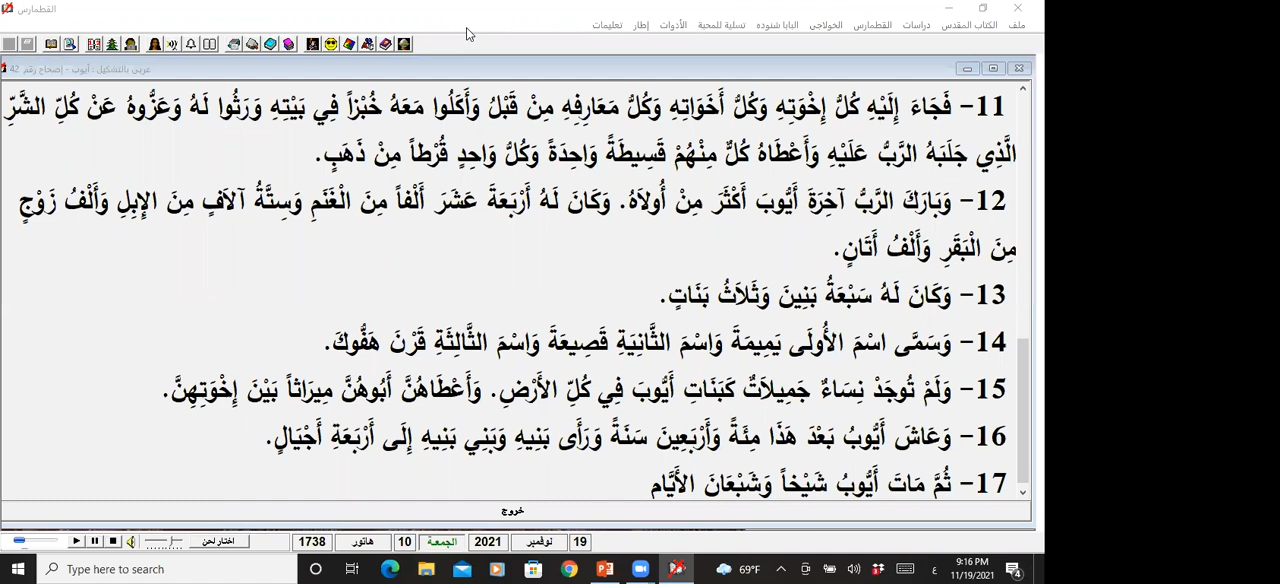 القطمارس
ملف الكتاب المقدس دراسات القطمارس الخولاجي البابا شنوده تسلية للمحبة الأدوات إطار تعليمات
عربى بالتشكيل : أيوب - إصحاح رقم 42
11- فَجَاءَ إِلَيْهِ كُلُّ إِخْوَتِهِ وَكُلُّ أَخَوَاتِهِ وَكُلُّ مَعَارِفِهِ مِنْ قَبْلُ وَأَكَلُوا مَعَهُ خُبْزاً فِي بَيْتِهِ وَرَثُوا لَهُ وَعَزُّوهُ عَنْ كُلِّ الشَّرِّ
الَّذِي جَلَبَهُ الرَّبُّ عَلَيْهِ وَأَعْطَاهُ كُلٌّ مِنْهُمْ قَسِيطَةً وَاحِدَةً وَكُلُّ وَاحِدٍ قُرْطاً مِنْ ذَهَبٍ.
12- وَبَارَكَ الرَّبُّ آخِرَةَ أَيُّوبَ أَكْثَرَ مِنْ أُولاَهُ. وَكَانَ لَهُ أَرْبَعَةَ عَشَرَ أَلْفاً مِنَ الْغَنَمِ وَسِتَّةُ آلاَفٍ مِنَ الإِبِلِ وَأَلْفُ زَوْجٍ
مِنَ الْبَقَرِ وَأَلْفُ أَتَانٍ.
13- وَكَانَ لَهُ سَبْعَةُ بَنِينَ وَثَلاَثُ بَنَاتٍ.
14- وَسَمَّى اسْمَ الأُولَى يَمِيمَةَ وَاسْمَ الثَّانِيَةِ قَصِيعَةَ وَاسْمَ الثَّالِثَةِ قَرْنَ هَفُّوكَ.
15- وَلَمْ تُوجَدْ نِسَاءٌ جَمِيلاَتٌ كَبَنَاتِ أَيُّوبَ فِي كُلِّ الأَرْضِ. وَأَعْطَاهُنَّ أَبُوهُنَّ مِيرَاثاً بَيْنَ إِخْوَتِهِنَّ.
16- وَعَاشَ أَيُّوبُ بَعْدَ هَذَا مِئَةً وَأَرْبَعِينَ سَنَةً وَرَأَى بَنِيهِ وَبَنِي بَنِيهِ إِلَى أَرْبَعَةِ أَجْيَالٍ.
17- ثُمَّ مَاتَ أَيُّوبُ شَيْخاً وَشَبْعَانَ الأَيَّام
خروج
اختار لحن 1738 هاتور 10 الجمعة 2021 نوفمبر 19
Type here to search 69°F ع 9:16 PM
11/19/2021 4